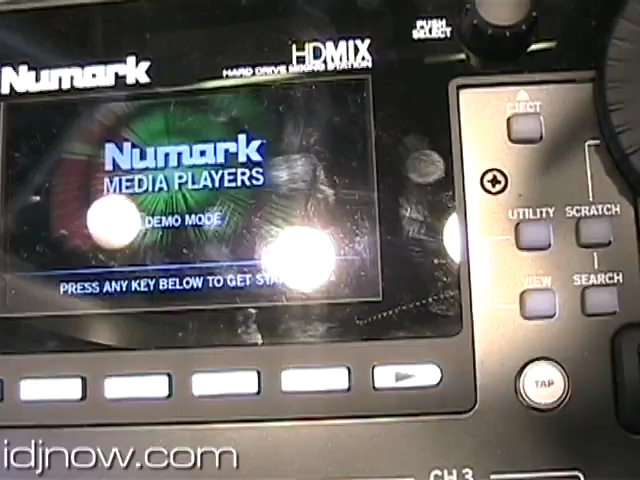 PUSH
SELECT
Numark
HDMIX
HARD DRIVE MIXING STATION
EJECT
Numark
MEDIA PLAYERS
DEMO MODE
UTILITY
SCRATCH
PRESS ANY KEY BELOW TO GET
VIEW
SEARCH
TAP
idjnow.com
CH 3